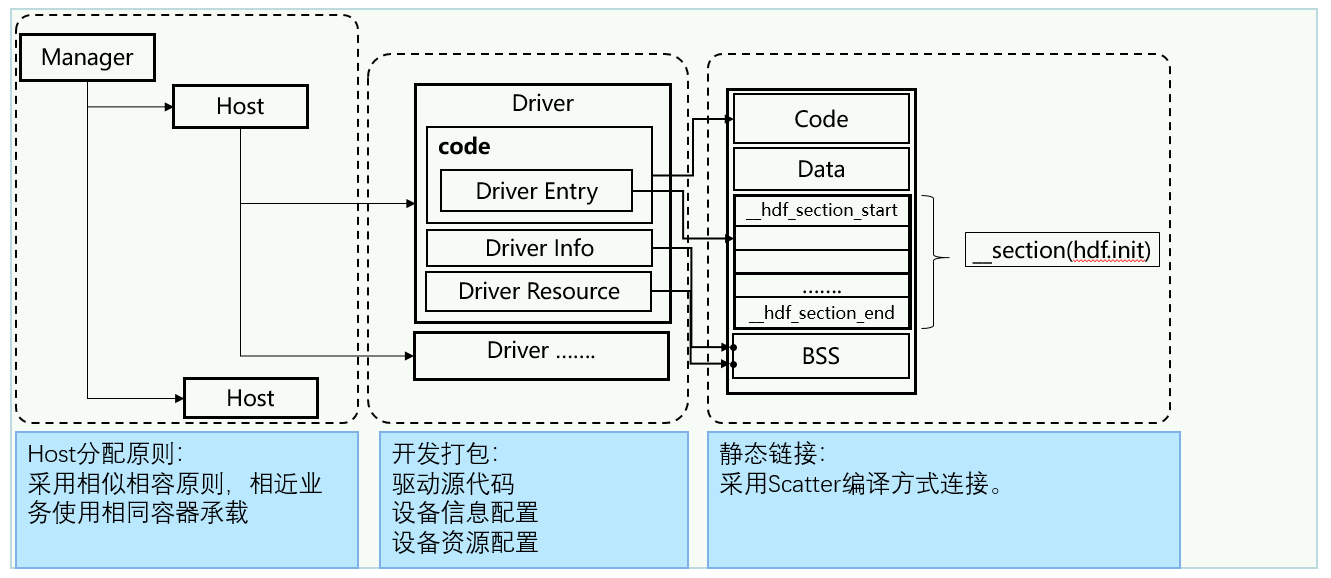 Manager
Host
Host
Driver
code
Driver Entry
Driver Info
Driver Resource
Driver …….
Code
Data
__hdf_section_start
…….
__hdf_section_end
BSS
__section(hdf.init)
Host分配原则：
采用相似相容原则，相近业
务使用相同容器承载
开发打包：
驱动源代码
设备信息配置
设备资源配置
静态链接：
采用Scatter编译方式连接。